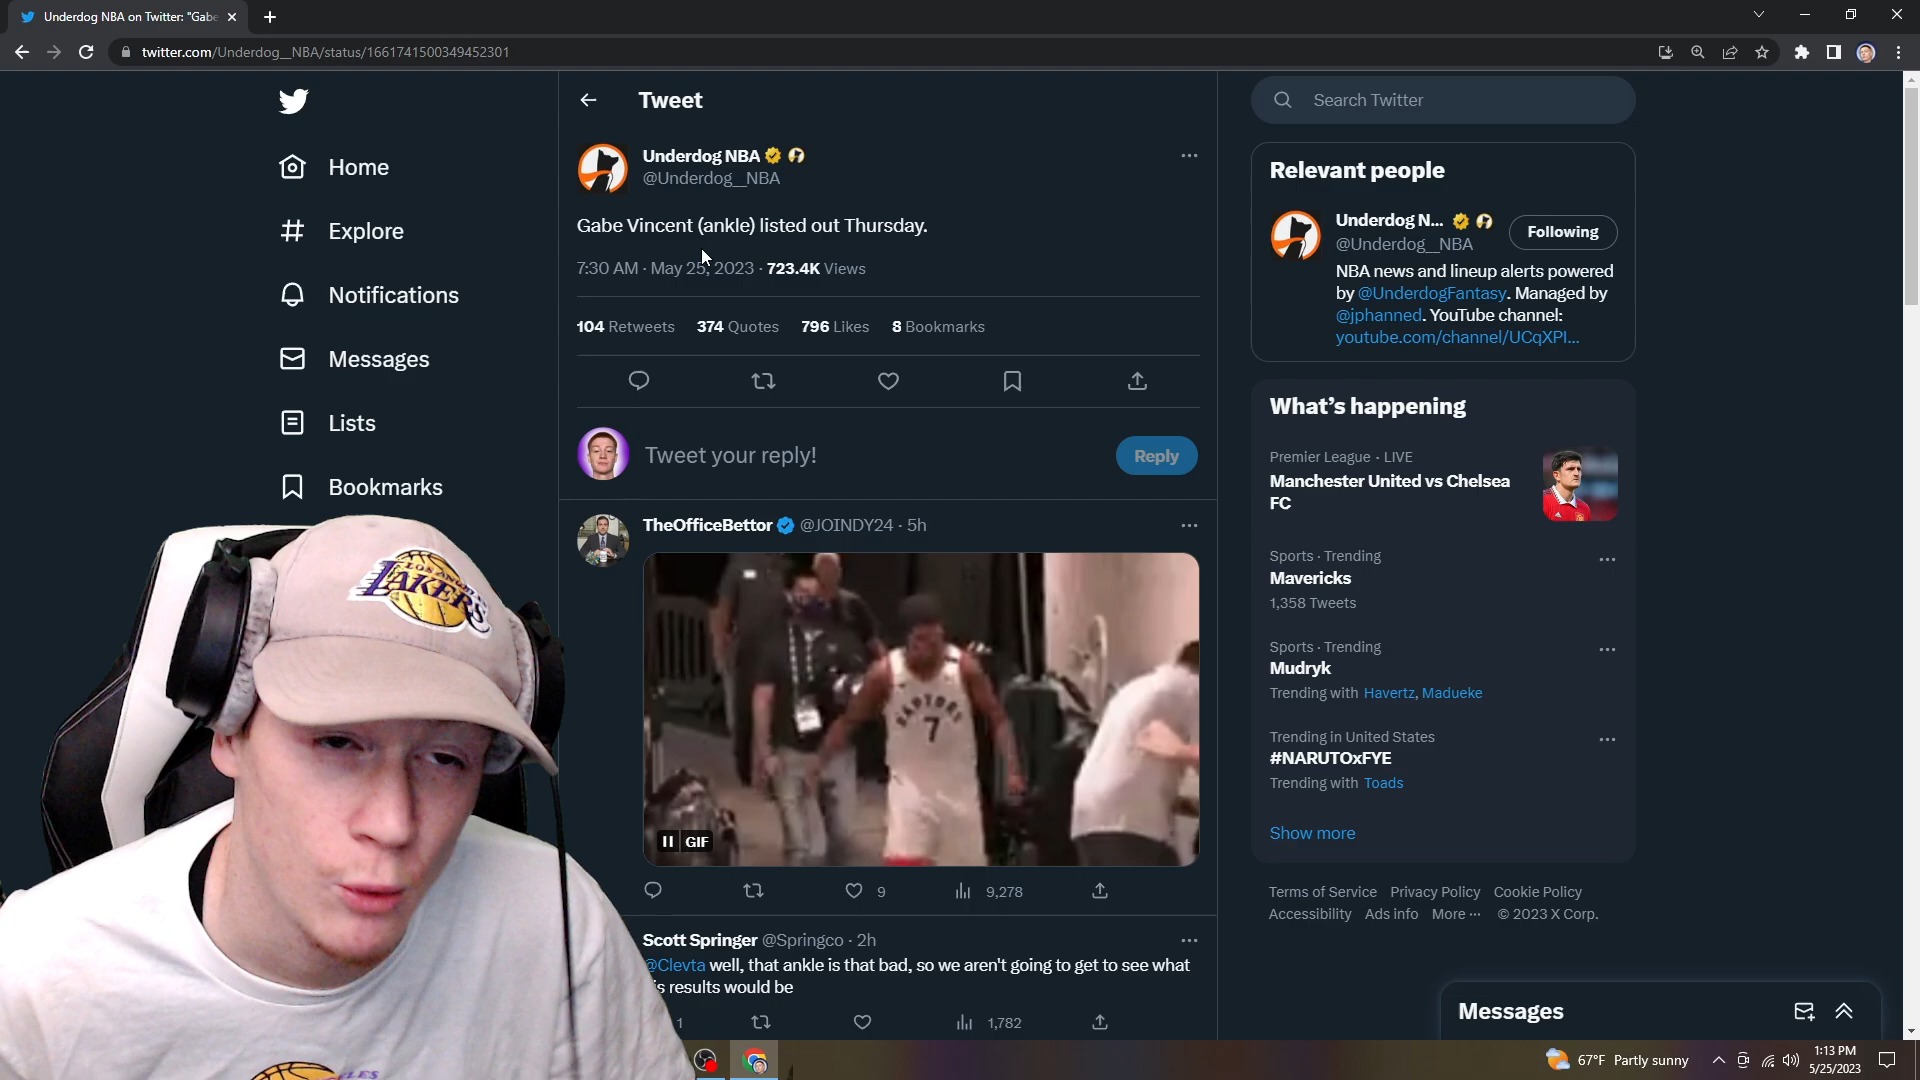 Underdog NBA on Twitter: "Gabe
twitter.com/Underdog__NBA/status/1661741500349452301
Home
Explore
Notifications
Messages
Lists
Bookmarks
Tweet
Underdog NBA
@Underdog__NBA
Gabe Vincent (ankle) listed out Thursday.
7:30 AM · May 25, 2023 · 723.4K Views
104 Retweets 374 Quotes 796 Likes 8 Bookmarks
Tweet your reply!
Reply
TheOfficeBettor @JOINDY24 · 5h
RAPTORS
7
GIF
9 9,278
Scott Springer @Springco · 2h
@Clevta well, that ankle is that bad, so we aren't going to get to see what
results would be
1 1,782
Search Twitter
Relevant people
Underdog N...
@Underdog__NBA
Following
NBA news and lineup alerts powered
by @UnderdogFantasy. Managed by
@jphanned. YouTube channel:
youtube.com/channel/UCqXPI...
What's happening
Premier League · LIVE
Manchester United vs Chelsea
FC
Sports · Trending
Mavericks
1,358 Tweets
Sports · Trending
Mudryk
Trending with Havertz, Madueke
Trending in United States
#NARUTOxFYE
Trending with Toads
Show more
Terms of Service Privacy Policy Cookie Policy
Accessibility Ads info More ··· © 2023 X Corp.
Messages
LOS ANGELES
LAKERS
67°F Partly sunny
1:13 PM
5/25/2023